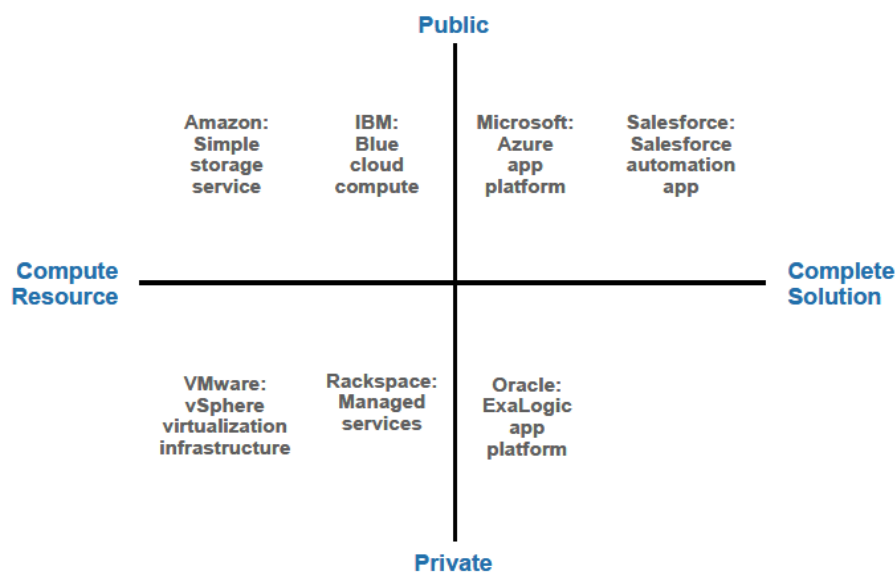 Public
Amazon:
Simple
storage
service
IBM:
Blue
cloud
compute
Microsoft:
Azure
app
platform
Salesforce:
Salesforce
automation
app
Compute
Resource
Complete
Solution
VMware:
vSphere
virtualization
infrastructure
Rackspace:
Managed
services
Oracle:
ExaLogic
app
platform
Private